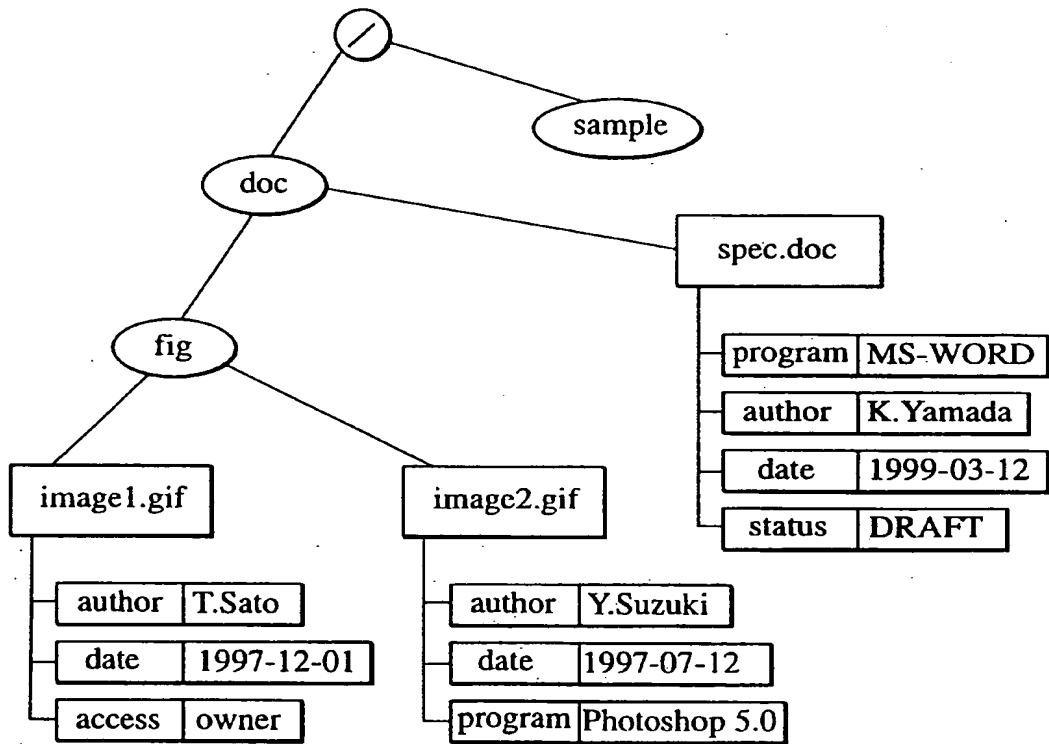 /
sample
doc
spec.doc
program MS-WORD
author K.Yamada
date 1999-03-12
status DRAFT
fig
image1.gif
author T.Sato
date 1997-12-01
access owner
image2.gif
author Y.Suzuki
date 1997-07-12
program Photoshop 5.0